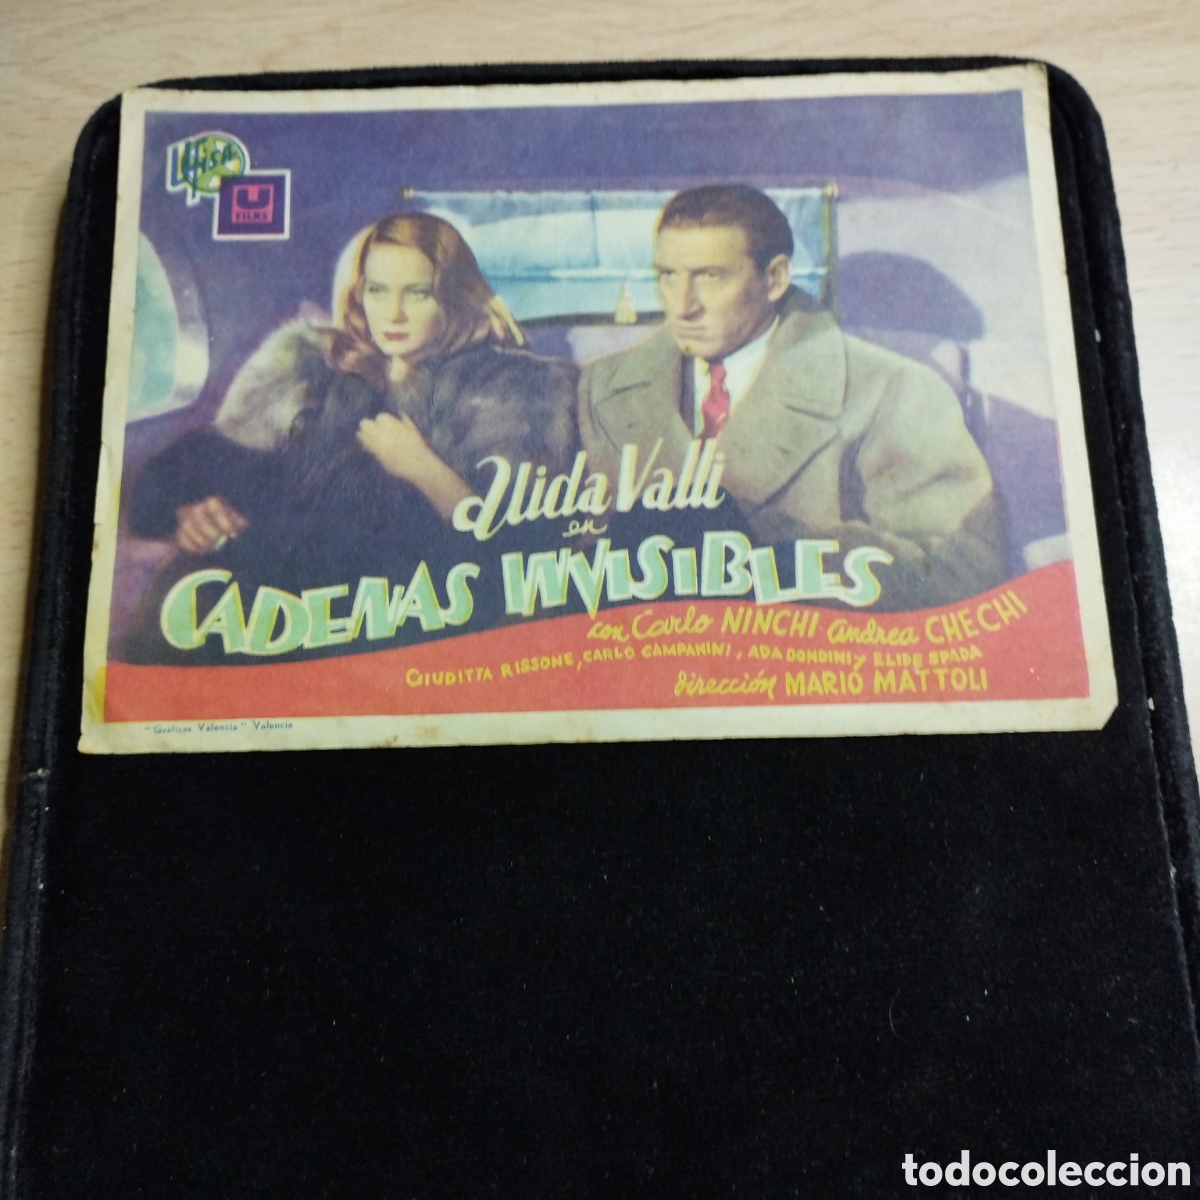 Ufisa
U
FILMS
Alida Valli
en
CADENAS INVISIBLES
con Carlo NINCHI Andrea CHECHI
GIUDITTA RISSONE, CARLO CAMPANINI, ADA DONDINI y ELIDE SPADA
dirección MARIO MATTOLI
"Gráficas Valencia" Valencia
todocoleccion